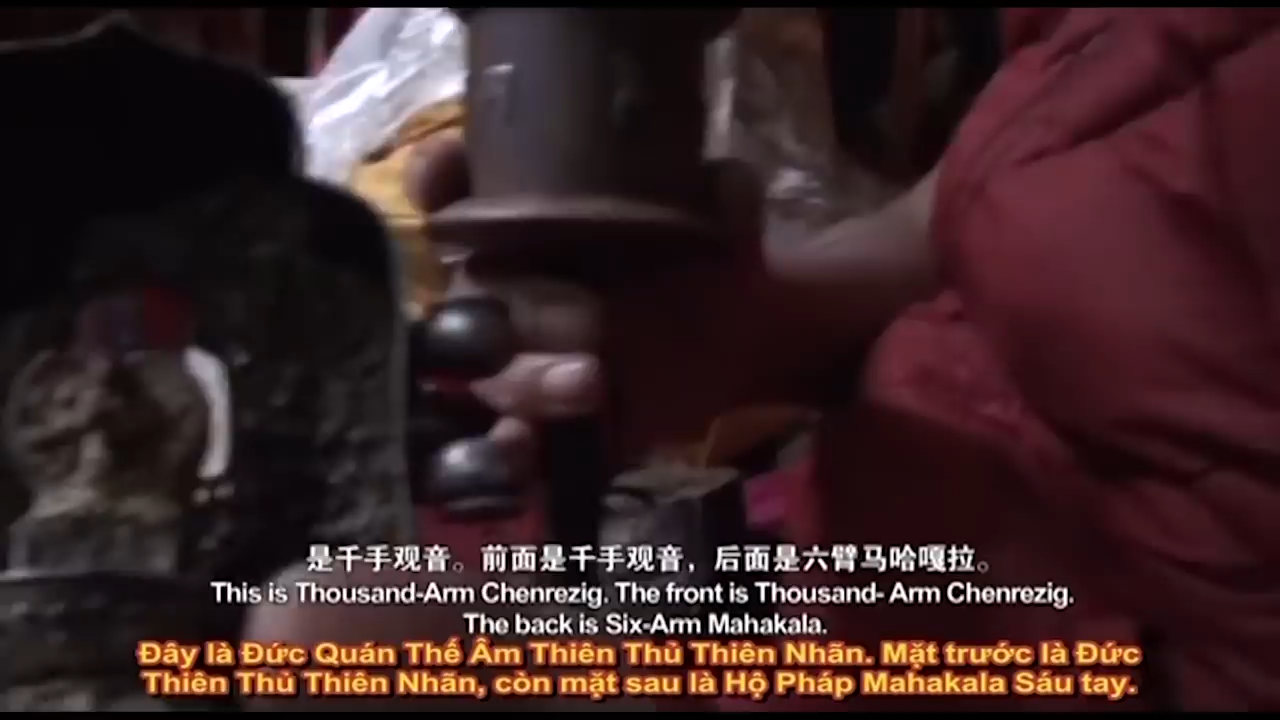 是千手观音。前面是千手观音，后面是六臂马哈嘎拉。
This is Thousand-Arm Chenrezig. The front is Thousand- Arm Chenrezig.
The back is Six-Arm Mahakala.
Đây là Đức Quán Thế Âm Thiên Thủ Thiên Nhãn. Mặt trước là Đức
Thiên Thủ Thiên Nhãn, còn mặt sau là Hộ Pháp Mahakala Sáu tay.